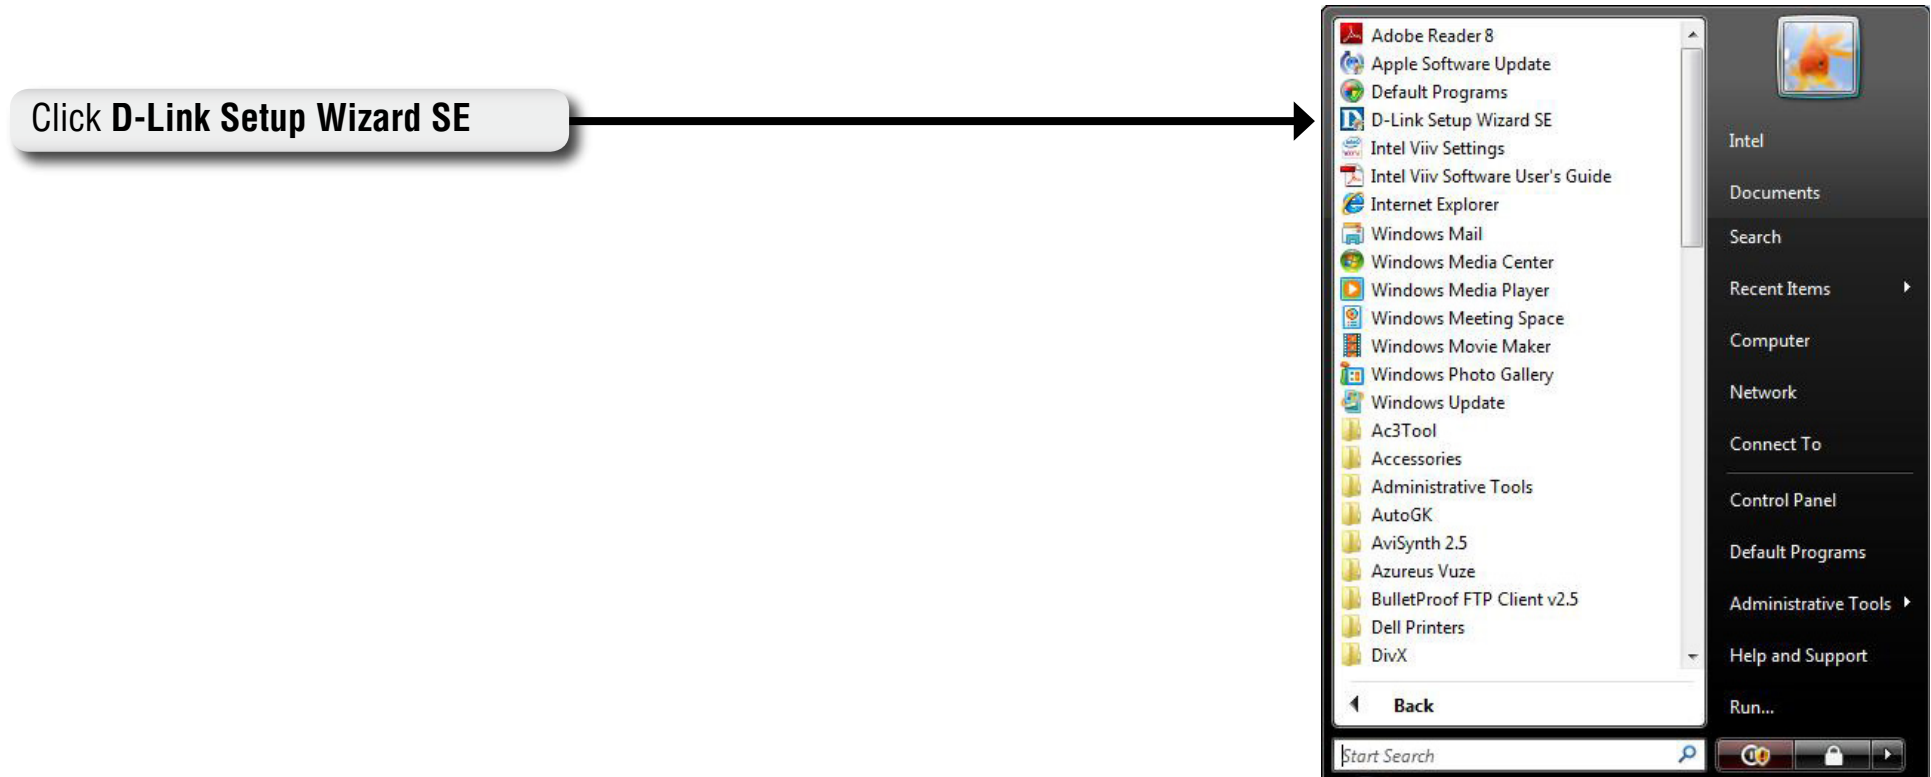 Click D-Link Setup Wizard SE
Adobe Reader 8
Apple Software Update
Default Programs
D-Link Setup Wizard SE
Intel Viiv Settings
Intel Viiv Software User's Guide
Internet Explorer
Windows Mail
Windows Media Center
Windows Media Player
Windows Meeting Space
Windows Movie Maker
Windows Photo Gallery
Windows Update
Ac3Tool
Accessories
Administrative Tools
AutoGK
AviSynth 2.5
Azureus Vuze
BulletProof FTP Client v2.5
Dell Printers
DivX
Back
Start Search
Intel
Documents
Search
Recent Items
Computer
Network
Connect To
Control Panel
Default Programs
Administrative Tools
Help and Support
Run...